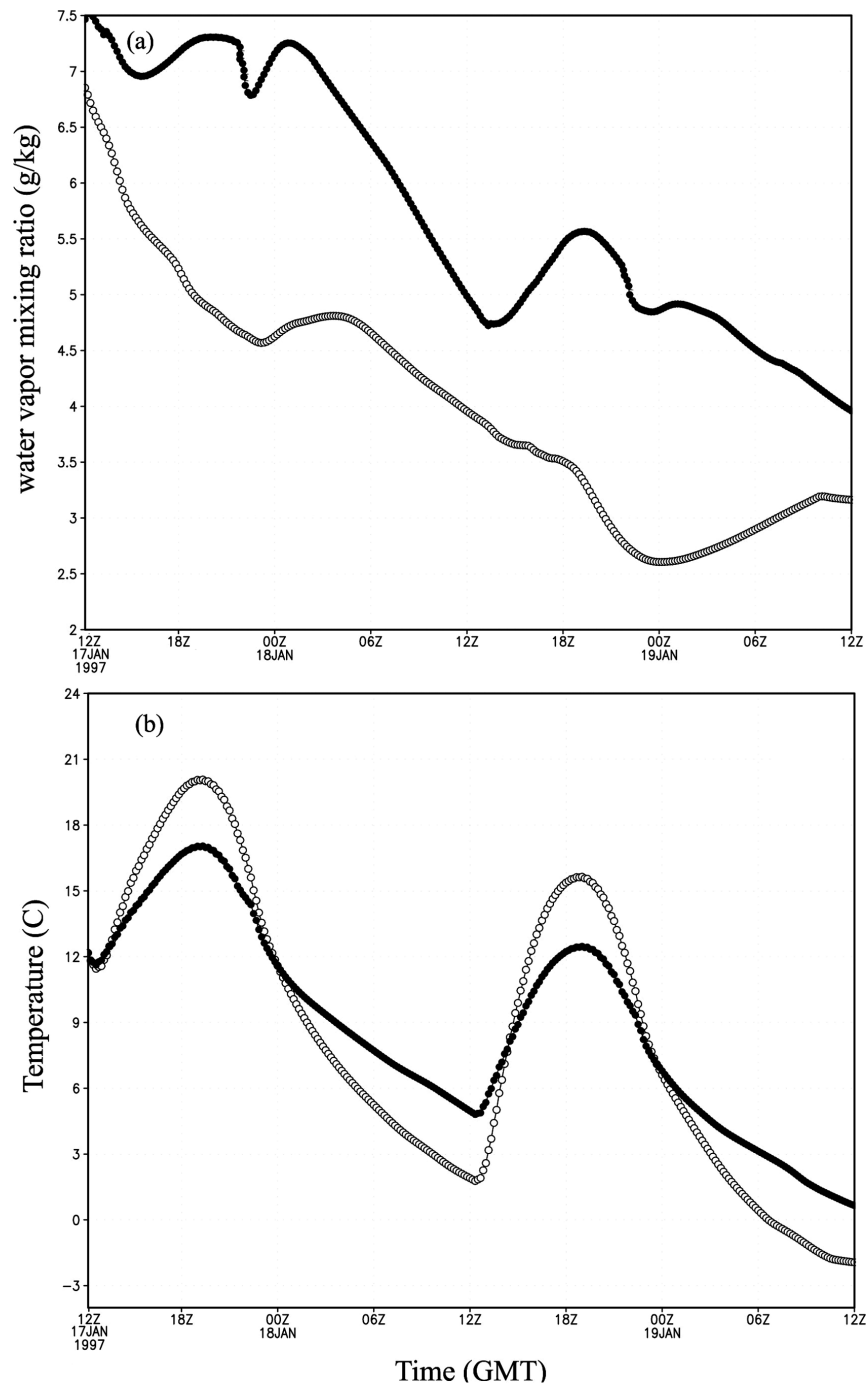 (a)
water vapor mixing ratio (g/kg)
7.5
7
6.5
6
5.5
5
4.5
4
3.5
3
2.5
2
12Z 18Z 00Z 06Z 12Z 18Z 00Z 06Z 12Z
17JAN 18JAN 19JAN
1997
(b)
Temperature (C)
24
21
18
15
12
9
6
3
0
−3
12Z 18Z 00Z 06Z 12Z 18Z 00Z 06Z 12Z
17JAN 18JAN 19JAN
1997
Time (GMT)